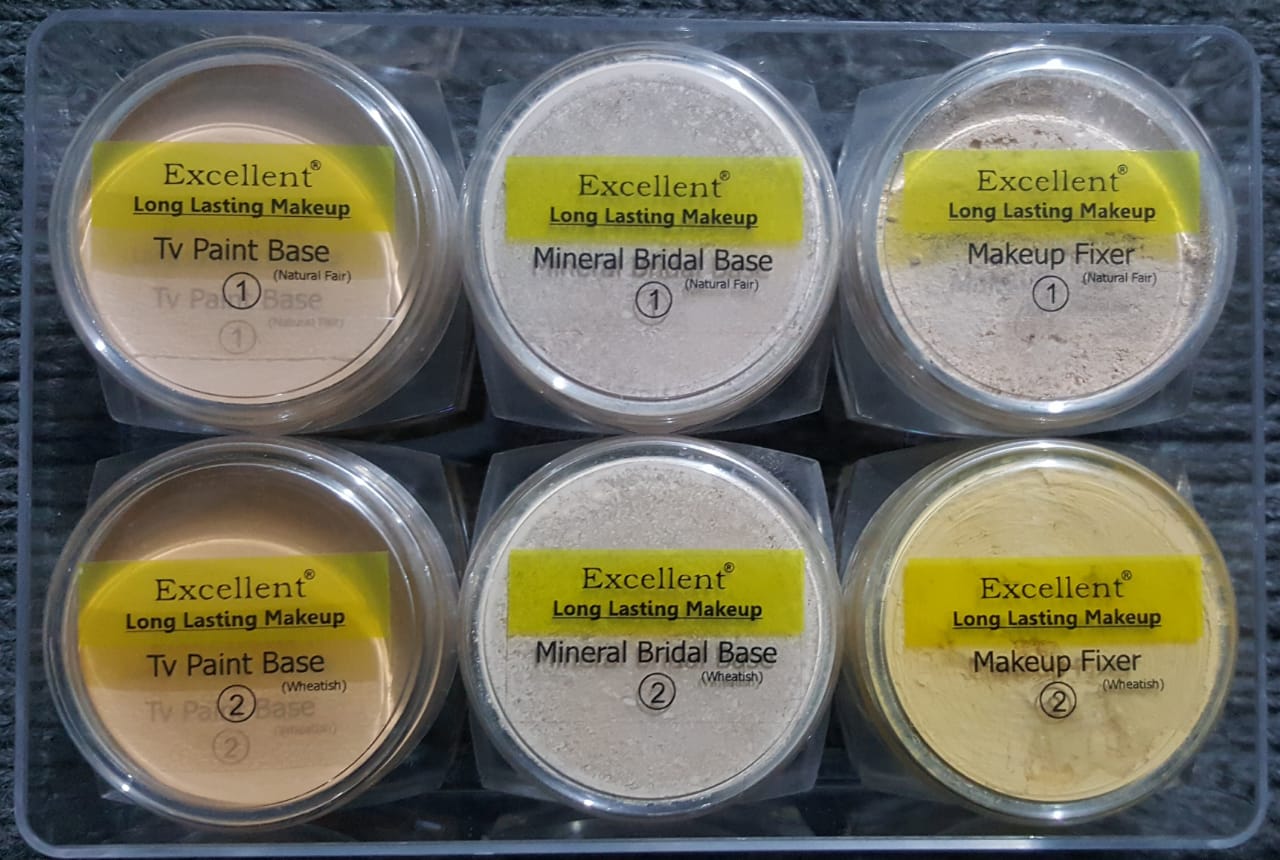 Excellent®
Long Lasting Makeup
Tv Paint Base
(Natural Fair)
1
Excellent®
Long Lasting Makeup
Mineral Bridal Base
(Natural Fair)
1
Excellent®
Long Lasting Makeup
Makeup Fixer
(Natural Fair)
1
Excellent®
Long Lasting Makeup
Tv Paint Base
(Wheatish)
2
Excellent®
Long Lasting Makeup
Mineral Bridal Base
(Wheatish)
2
Excellent®
Long Lasting Makeup
Makeup Fixer
(Wheatish)
2